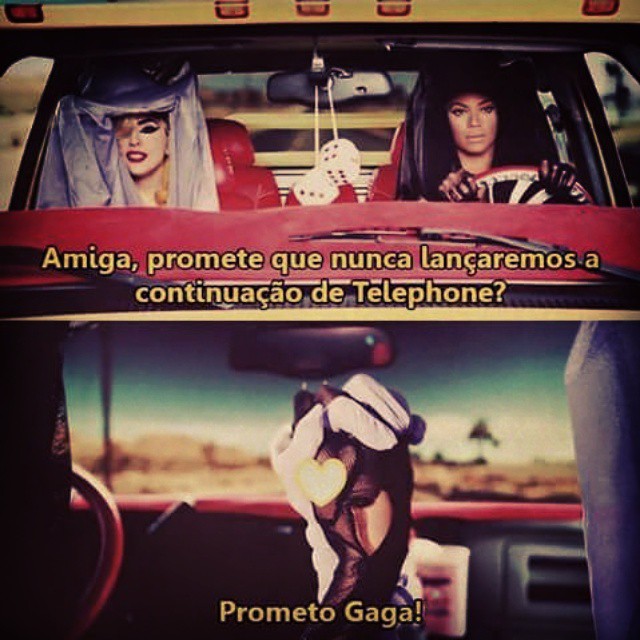 Amiga, promete que nunca lançaremos a
continuação de Telephone?
Prometo Gaga!